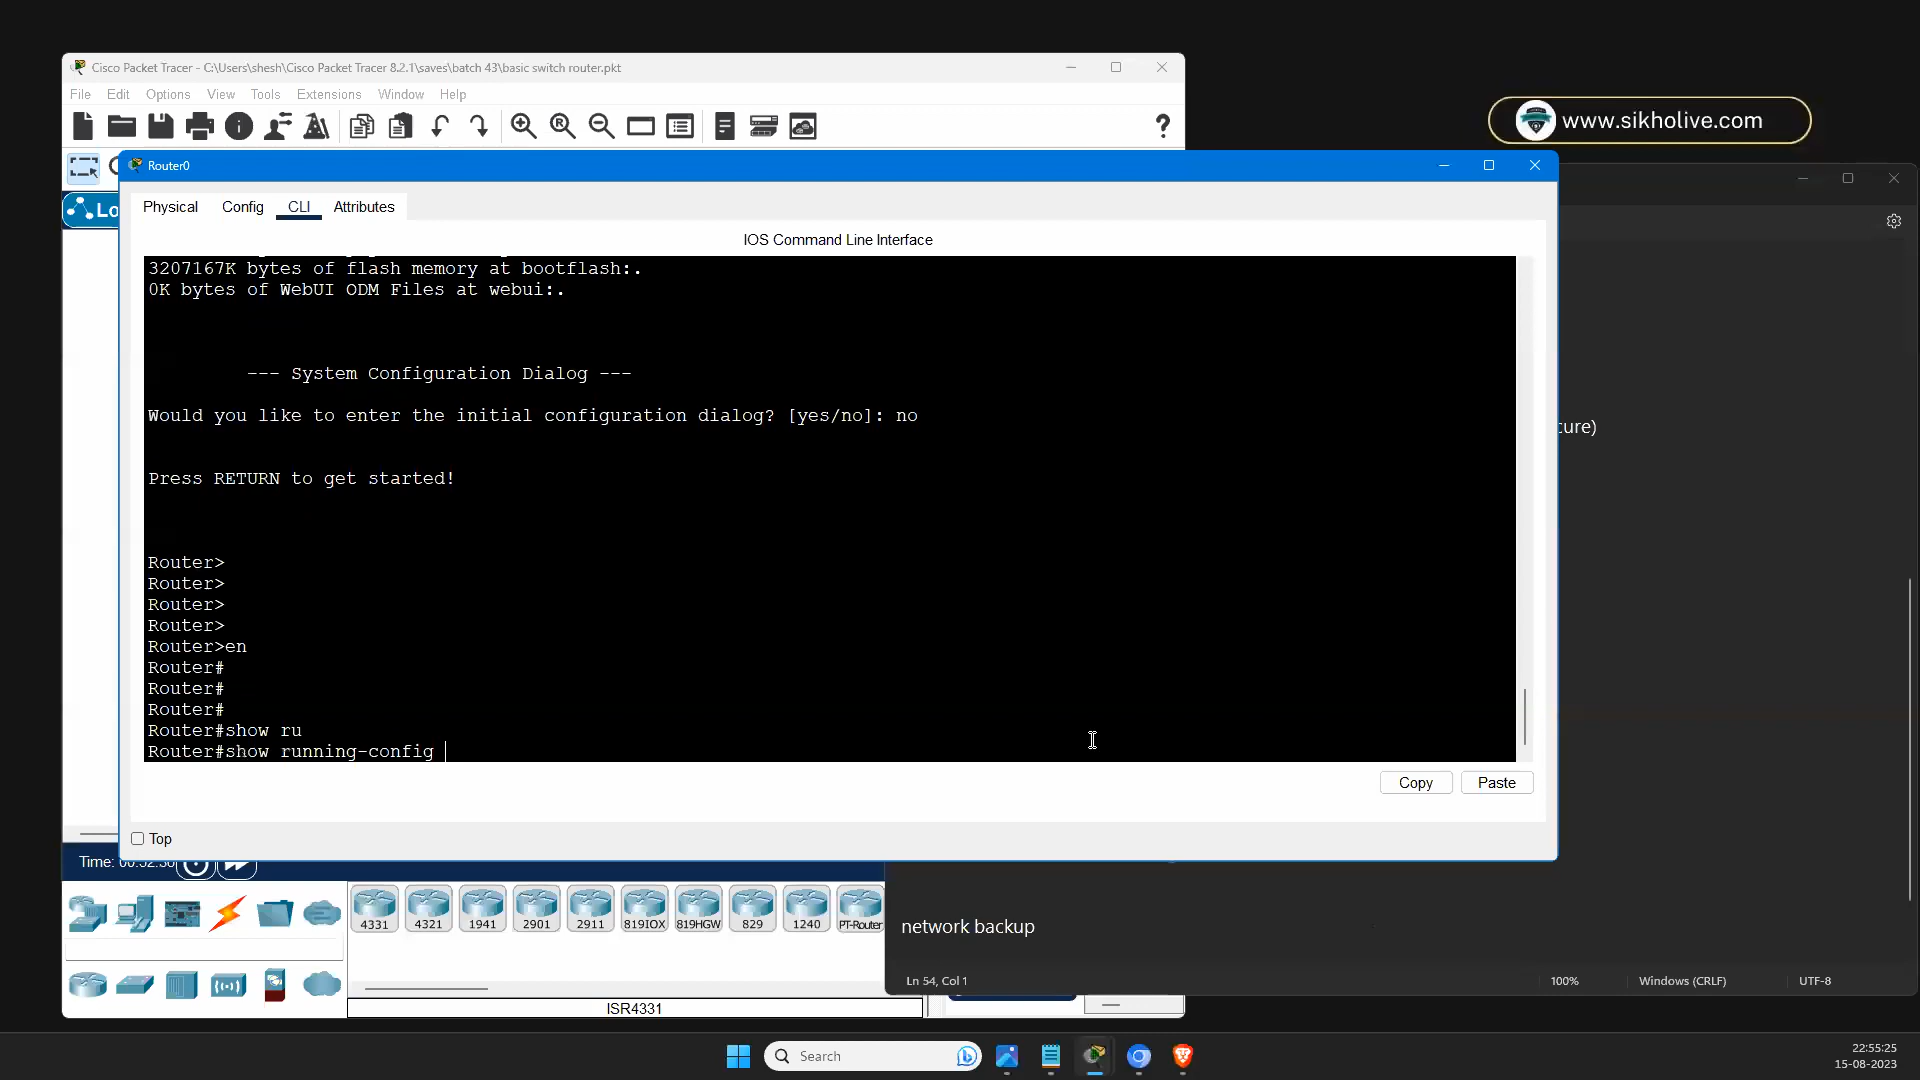 Cisco Packet Tracer - C:\Users\shesh\Cisco Packet Tracer 8.2.1\saves\batch 43\basic switch router.pkt
File Edit Options View Tools Extensions Window Help
?
www.sikholive.com
Router0
Lo
Physical Config CLI Attributes
IOS Command Line Interface
3207167K bytes of flash memory at bootflash:.
0K bytes of WebUI ODM Files at webui:.
--- System Configuration Dialog ---
Would you like to enter the initial configuration dialog? [yes/no]: no
cure)
Press RETURN to get started!
Router>
Router>
Router>
Router>
Router>en
Router#
Router#
Router#
Router#show ru
Router#show running-config
Copy Paste
Top
Time:
4331 4321 1941 2901 2911 819IOX 819HGW 829 1240 PT-Router
network backup
Ln 54, Col 1 100% Windows (CRLF) UTF-8
ISR4331
Search
22:55:25
15-08-2023